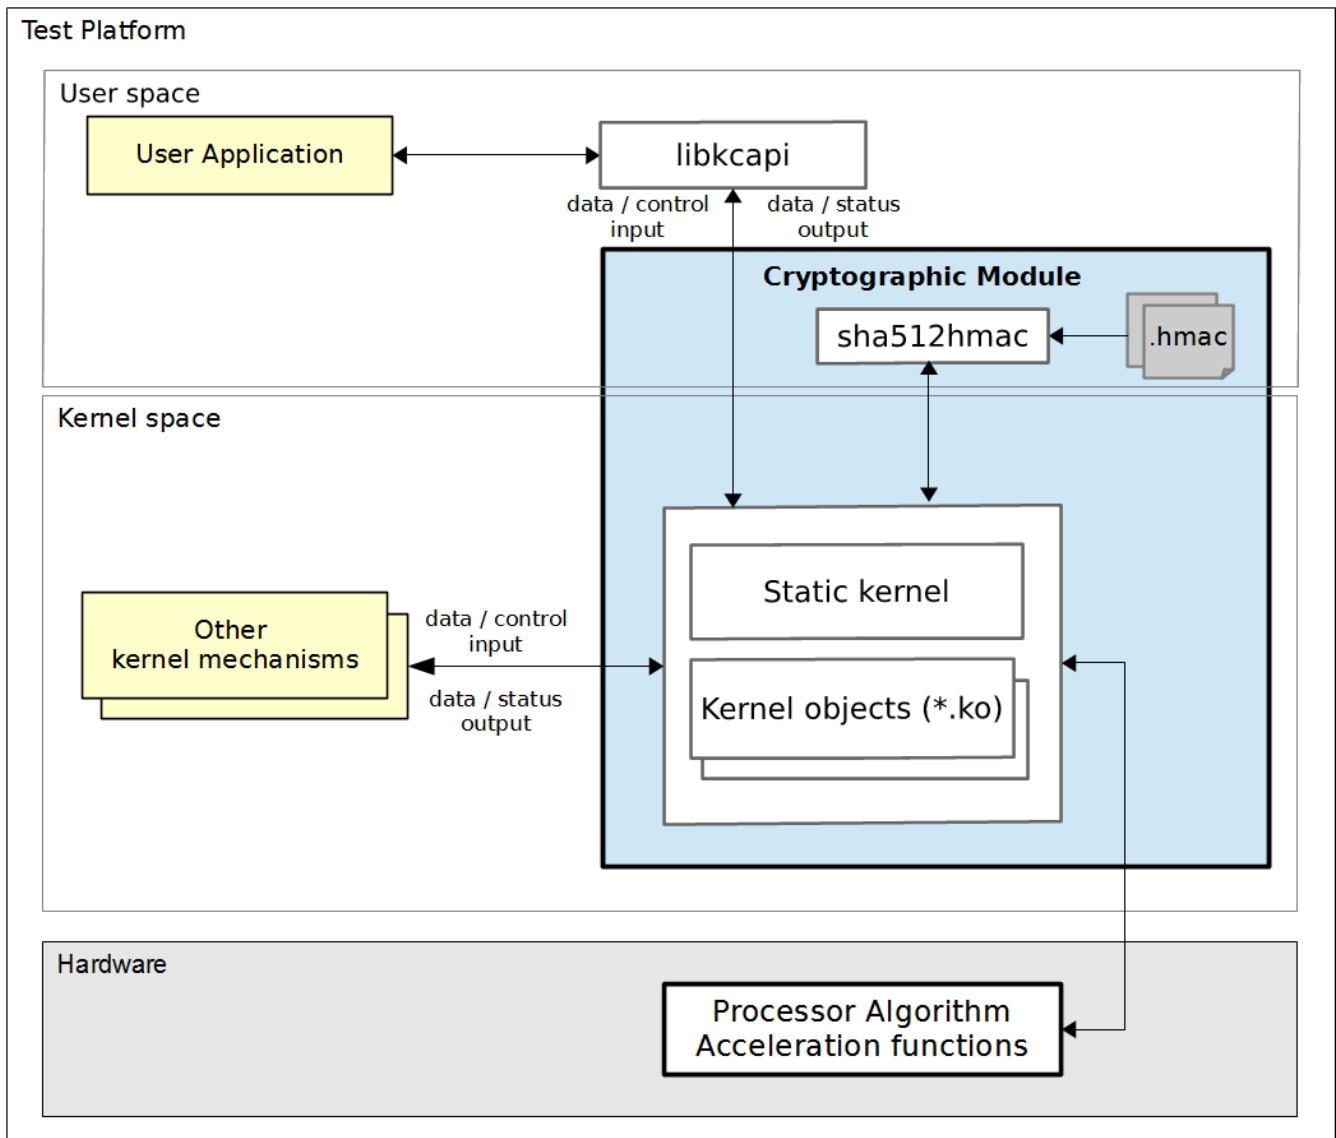 Test Platform
User space
User Application
libkcapi
data / control
input
data / status
output
Cryptographic Module
sha512hmac
.hmac
Kernel space
Static kernel
Other
kernel mechanisms
data / control
input
data / status
output
Kernel objects (*.ko)
Hardware
Processor Algorithm
Acceleration functions